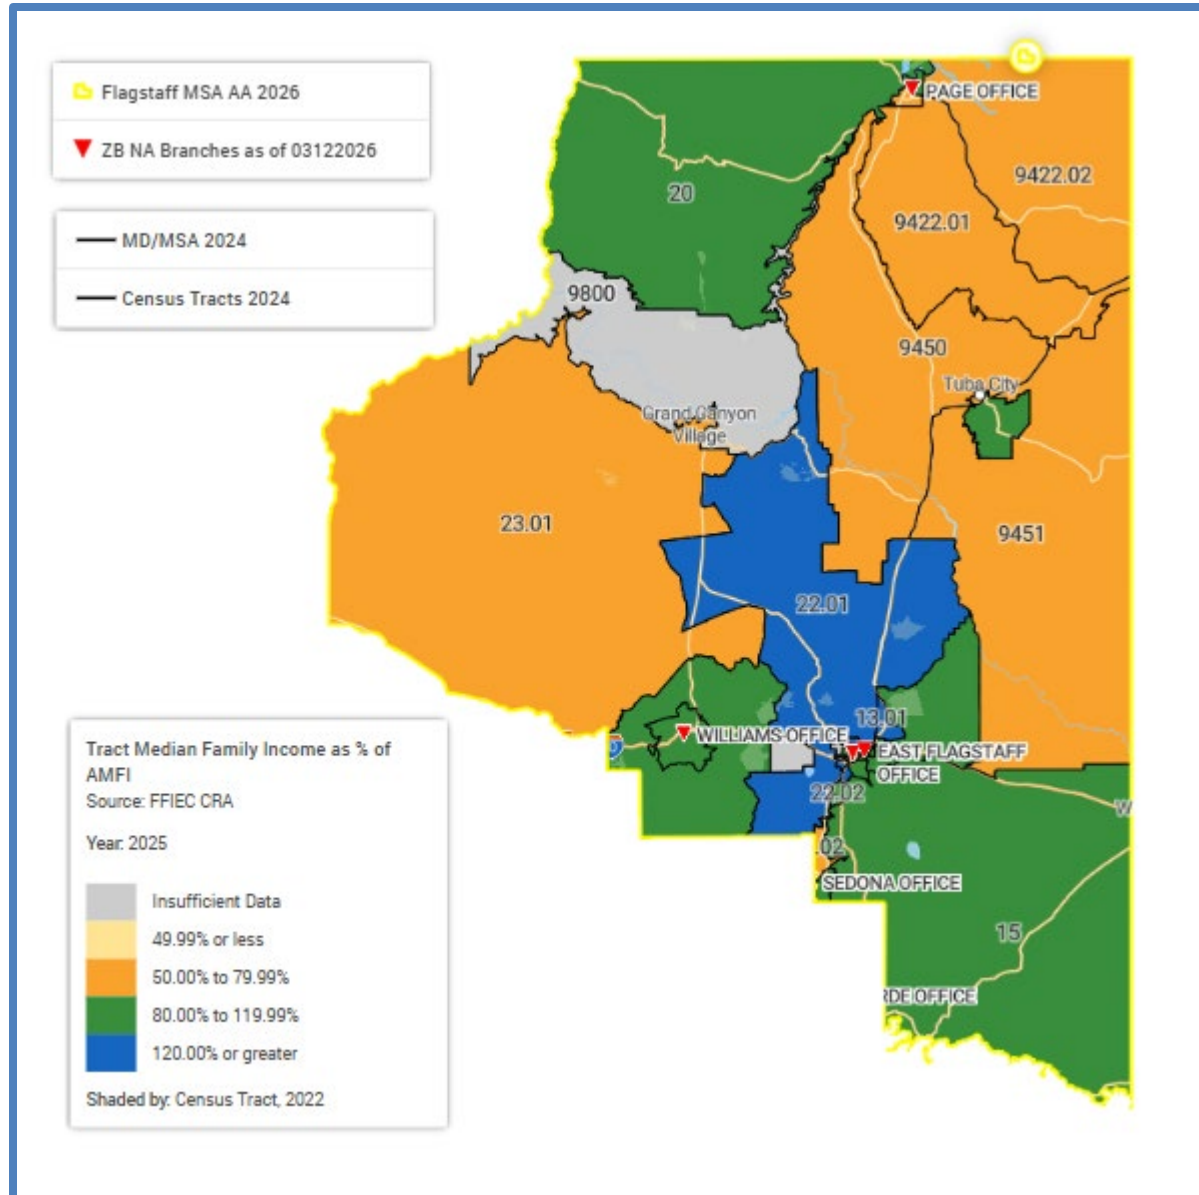 Flagstaff MSA AA 2026
ZB NA Branches as of 03122026
MD/MSA 2024
Census Tracts 2024
PAGE OFFICE
20
9422.02
9422.01
9800
9450
Tuba City
Grand Canyon
Village
23.01
9451
22.01
13.01
WILLIAMS OFFICE
EAST FLAGSTAFF
OFFICE
22.02
W
.02
SEDONA OFFICE
15
RDE OFFICE
Tract Median Family Income as % of
AMFI
Source: FFIEC CRA
Year: 2025
Insufficient Data
49.99% or less
50.00% to 79.99%
80.00% to 119.99%
120.00% or greater
Shaded by: Census Tract, 2022